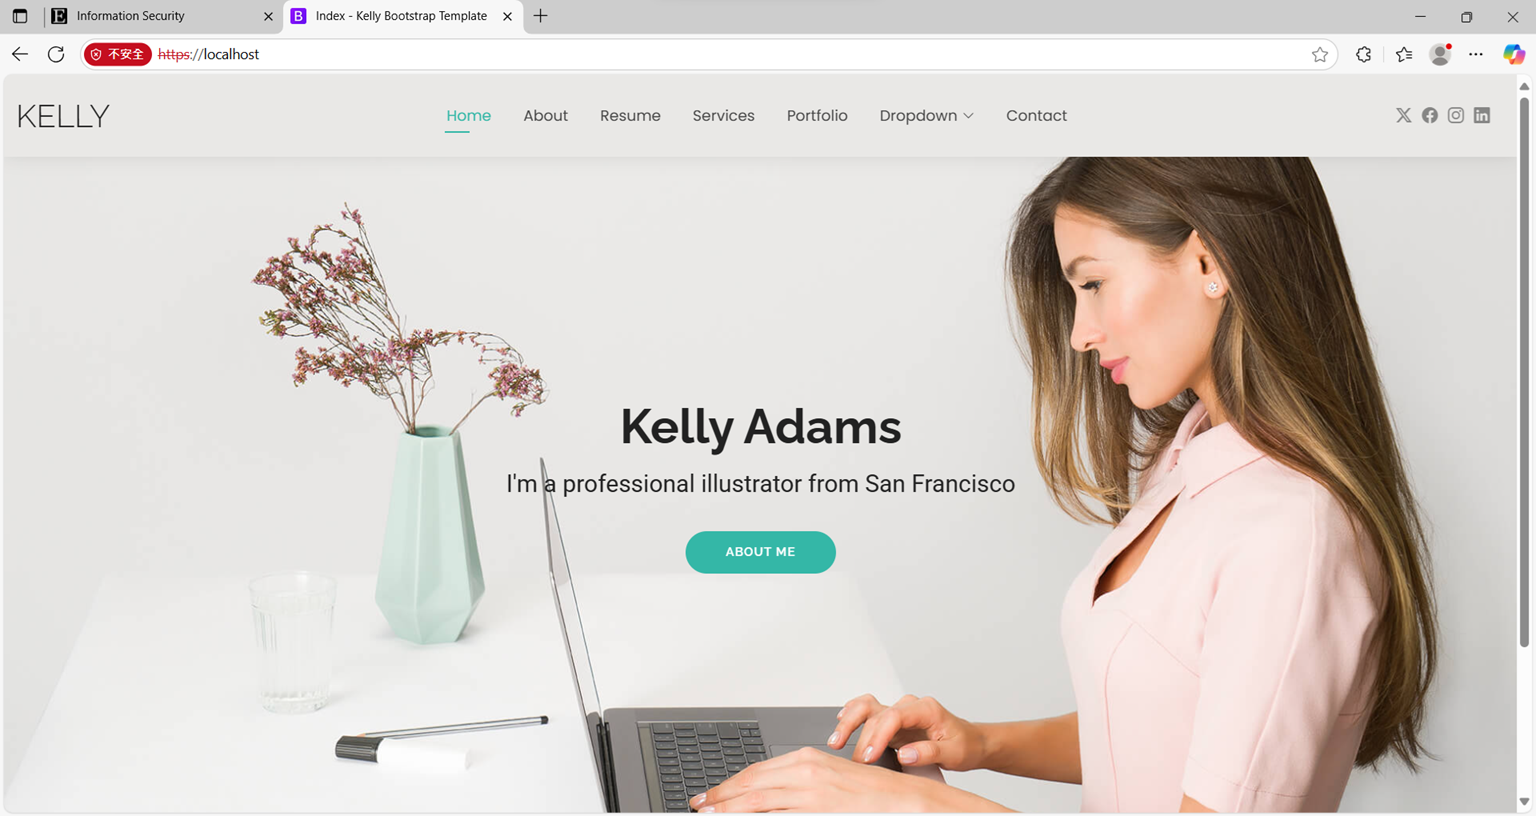 Information Security
Index - Kelly Bootstrap Template
不安全 https://localhost
KELLY
Home About Resume Services Portfolio Dropdown Contact
Kelly Adams
I'm a professional illustrator from San Francisco
ABOUT ME